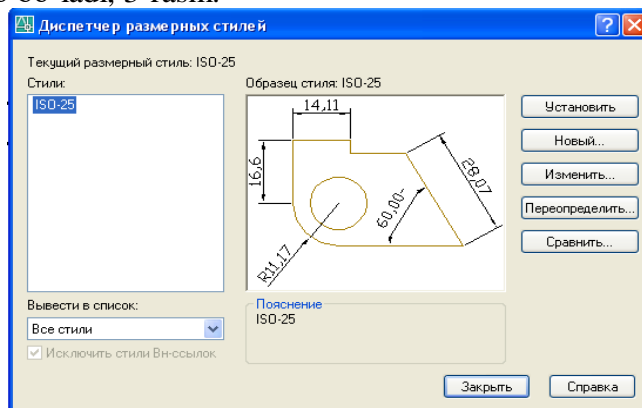 Диспетчер размерных стилей
Текущий размерный стиль: ISO-25
Стили:
ISO-25
Образец стиля: ISO-25
14,11
16,6
28,07
60,00-
R11,17
Установить
Новый...
Изменить...
Переопределить...
Сравнить...
Вывести в список:
Все стили
Исключить стили Вн-ссылок
Пояснение
ISO-25
Закрыть
Справка